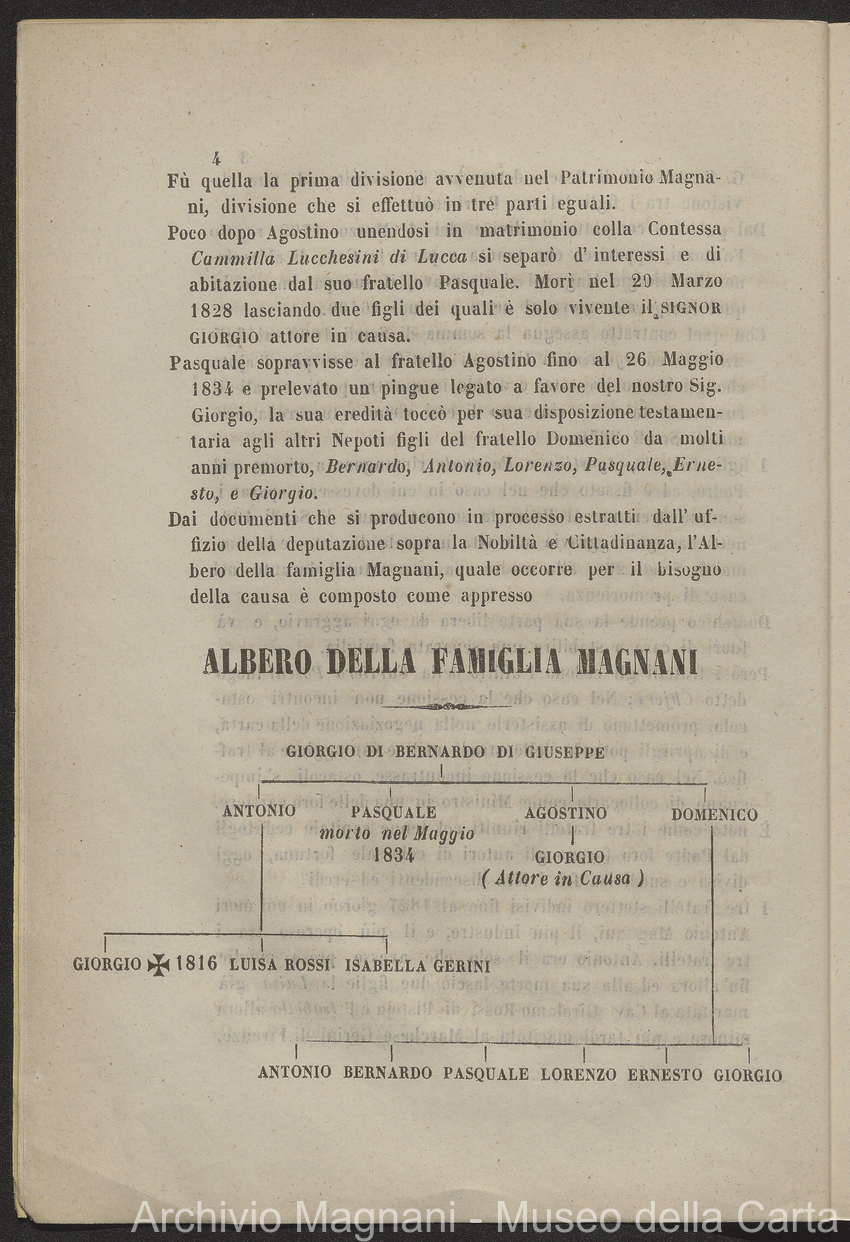 4
Fù quella la prima divisione avvenuta nel Patrimonio Magna-
ni, divisione che si effettuò in tre parti eguali.
Poco dopo Agostino unendosi in matrimonio colla Contessa
Cammilla Lucchesini di Lucca si separò d' interessi e di
abitazione dal suo fratello Pasquale. Morì nel 29 Marzo
1828 lasciando due figli dei quali è solo vivente il SIGNOR
GIORGIO attore in causa.
Pasquale sopravvisse al fratello Agostino fino al 26 Maggio
1834 e prelevato un pingue legato a favore del nostro Sig.
Giorgio, la sua eredità toccò per sua disposizione testamen-
taria agli altri Nepoti figli del fratello Domenico da molti
anni premorto, Bernardo, Antonio, Lorenzo, Pasquale, Erne-
sto, e Giorgio.
Dai documenti che si producono in processo estratti dall' uf-
fizio della deputazione sopra la Nobiltà e Cittadinanza, l'Al-
bero della famiglia Magnani, quale occorre per il bisogno
della causa è composto come appresso
ALBERO DELLA FAMIGLIA MAGNANI
GIORGIO DI BERNARDO DI GIUSEPPE
ANTONIO PASQUALE AGOSTINO DOMENICO
morto nel Maggio
1834 GIORGIO
( Attore in Causa )
GIORGIO ✠ 1816 LUISA ROSSI ISABELLA GERINI
ANTONIO BERNARDO PASQUALE LORENZO ERNESTO GIORGIO
Archivio Magnani - Museo della Carta